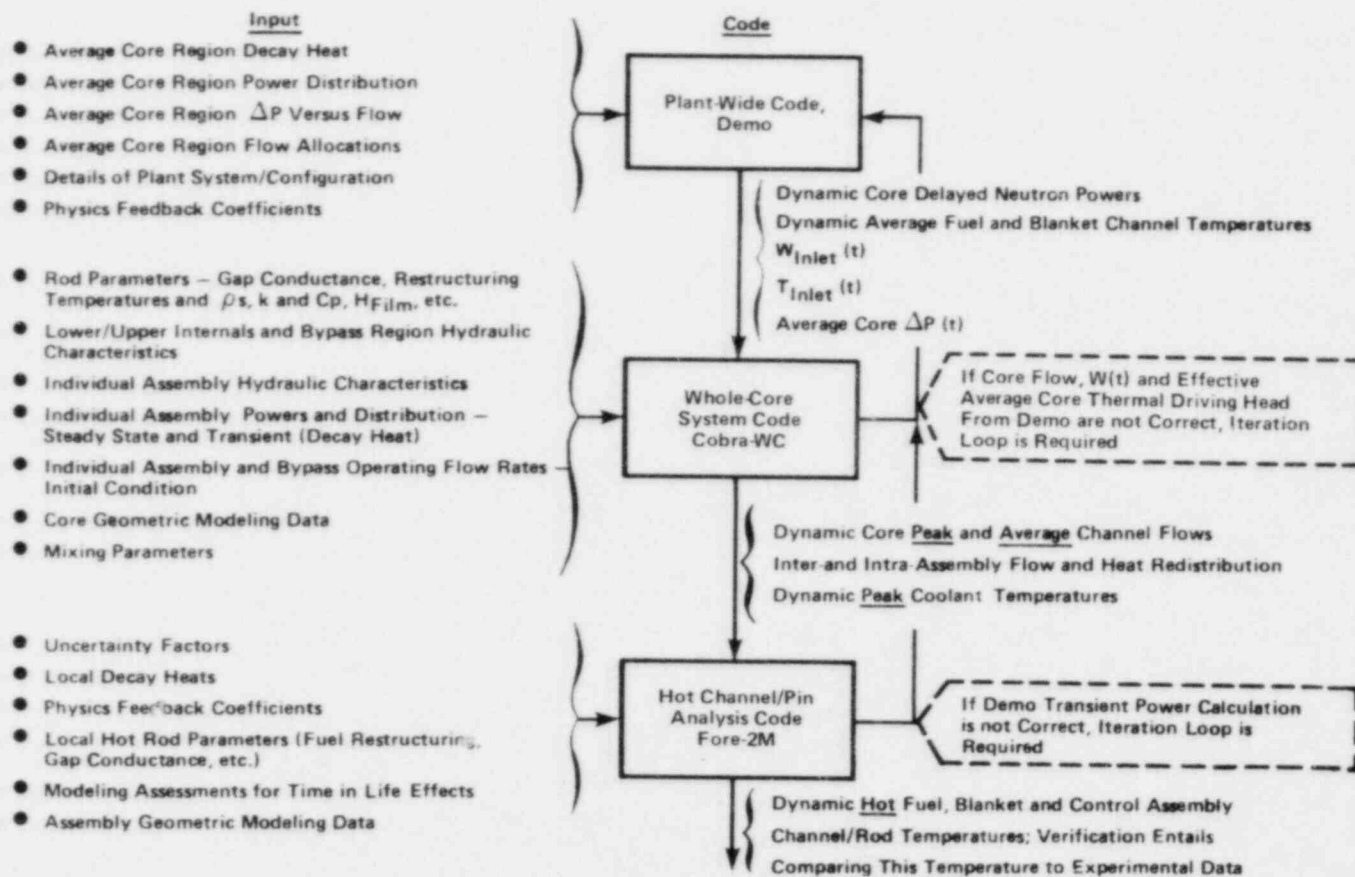 Input
● Average Core Region Decay Heat
● Average Core Region Power Distribution
● Average Core Region ΔP Versus Flow
● Average Core Region Flow Allocations
● Details of Plant System/Configuration
● Physics Feedback Coefficients
● Rod Parameters – Gap Conductance, Restructuring
Temperatures and ρs, k and Cp, HFilm, etc.
● Lower/Upper Internals and Bypass Region Hydraulic
Characteristics
● Individual Assembly Hydraulic Characteristics
● Individual Assembly Powers and Distribution –
Steady State and Transient (Decay Heat)
● Individual Assembly and Bypass Operating Flow Rates –
Initial Condition
● Core Geometric Modeling Data
● Mixing Parameters
● Uncertainty Factors
● Local Decay Heats
● Physics Feedback Coefficients
● Local Hot Rod Parameters (Fuel Restructuring,
Gap Conductance, etc.)
● Modeling Assessments for Time in Life Effects
● Assembly Geometric Modeling Data
Code
Plant-Wide Code,
Demo
Dynamic Core Delayed Neutron Powers
Dynamic Average Fuel and Blanket Channel Temperatures
WInlet (t)
TInlet (t)
Average Core ΔP (t)
Whole-Core
System Code
Cobra-WC
If Core Flow, W(t) and Effective
Average Core Thermal Driving Head
From Demo are not Correct, Iteration
Loop is Required
Dynamic Core Peak and Average Channel Flows
Inter-and Intra-Assembly Flow and Heat Redistribution
Dynamic Peak Coolant Temperatures
Hot Channel/Pin
Analysis Code
Fore-2M
If Demo Transient Power Calculation
is not Correct, Iteration Loop is
Required
Dynamic Hot Fuel, Blanket and Control Assembly
Channel/Rod Temperatures; Verification Entails
Comparing This Temperature to Experimental Data